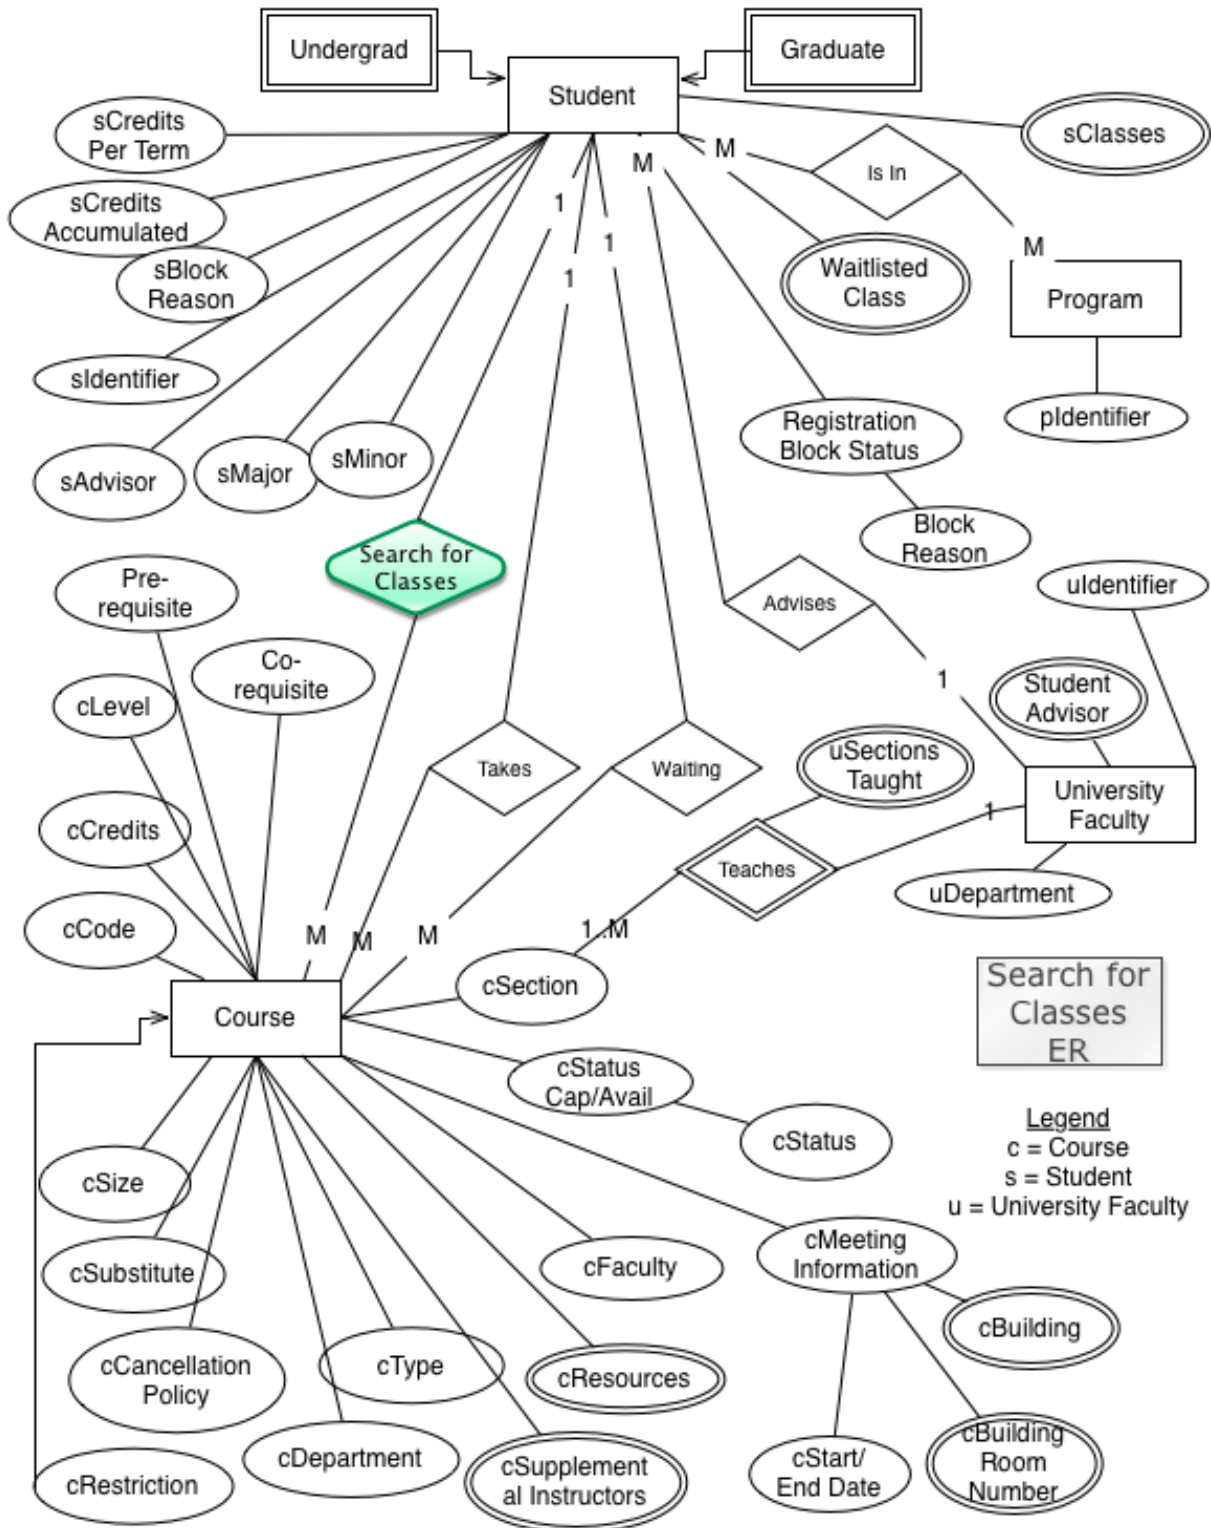 Undergrad
Graduate
Student
sCredits
Per Term
sClasses
M
M
Is In
sCredits
Accumulated
1
1
1
M
sBlock
Reason
Waitlisted
Class
Program
sIdentifier
Registration
Block Status
pIdentifier
sAdvisor
sMajor
sMinor
Block
Reason
Search for
Classes
Pre-
requisite
Advises
uIdentifier
Co-
requisite
1
cLevel
Student
Advisor
Takes
Waiting
uSections
Taught
University
Faculty
1
cCredits
Teaches
uDepartment
cCode
M
M
M
1..M
cSection
Search for
Classes
ER
Course
cStatus
Cap/Avail
cStatus
Legend
c = Course
s = Student
u = University Faculty
cSize
cMeeting
Information
cSubstitute
cFaculty
cBuilding
cCancellation
Policy
cType
cResources
cDepartment
cBuilding
Room
Number
cRestriction
cSupplement
al Instructors
cStart/
End Date